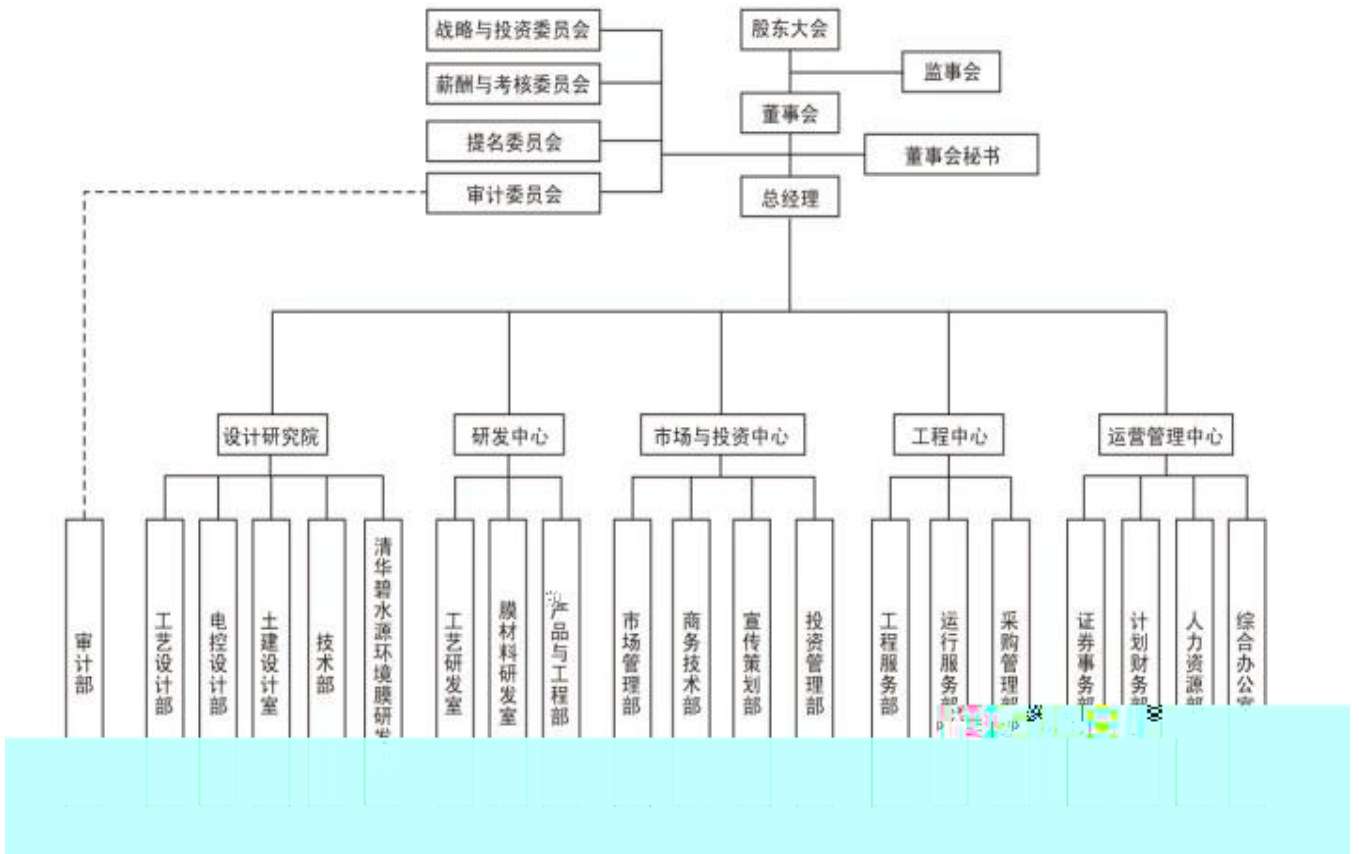 战略与投资委员会
股东大会
监事会
薪酬与考核委员会
董事会
提名委员会
董事会秘书
审计委员会
总经理
设计研究院
研发中心
市场与投资中心
工程中心
运营管理中心
审计部
工艺设计部
电控设计部
土建设计室
技术部
清华碧水源环境膜研发
工艺研发室
膜材料研发室
产品与工程部
市场管理部
商务技术部
宣传策划部
投资管理部
工程服务部
运行服务部
采购管理部
证券事务部
计划财务部
人力资源部
综合办公室